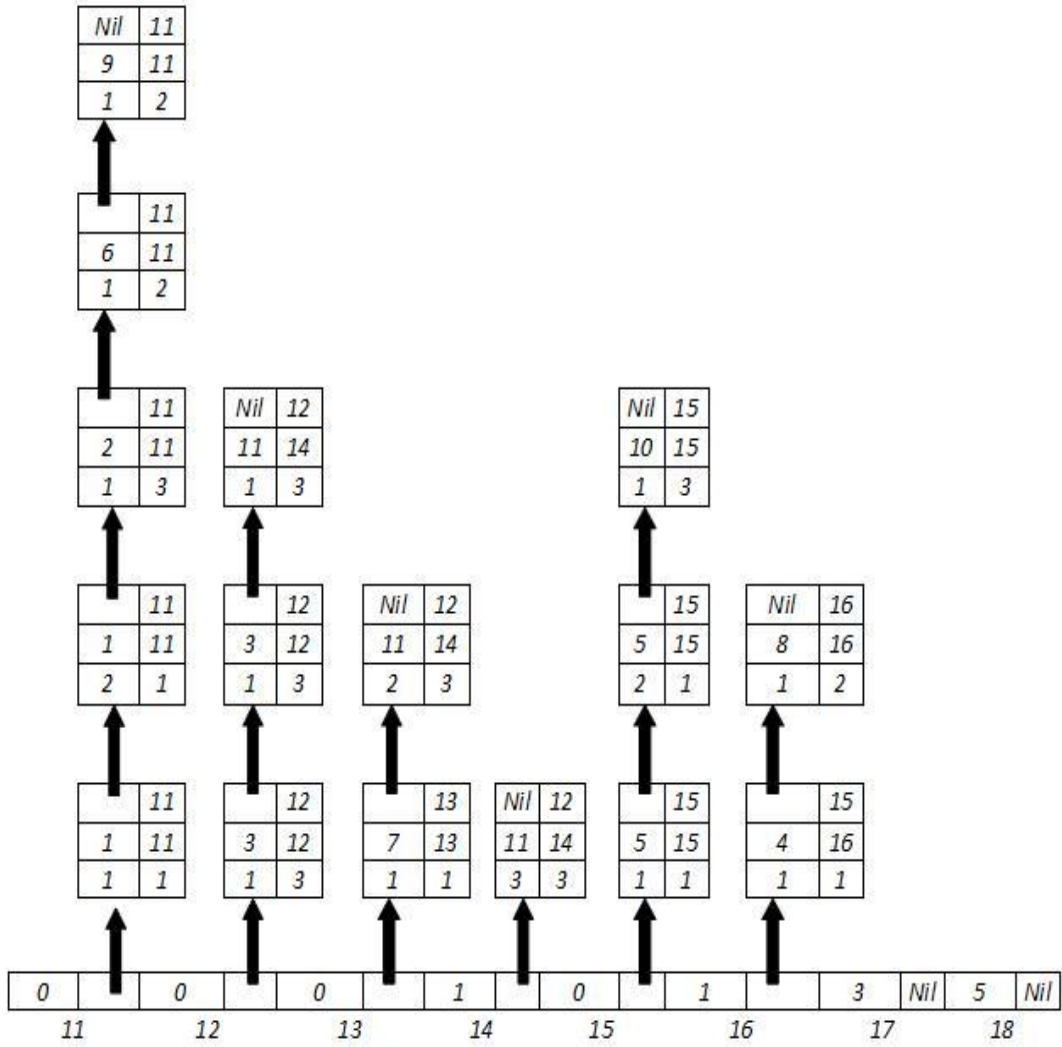 Nil 11
9 11
1 2
11
6 11
1 2
11 Nil 12 Nil 15
2 11 11 14 10 15
1 3 1 3 1 3
11 12 Nil 12 15 Nil 16
1 11 3 12 11 14 5 15 8 16
2 1 1 3 2 3 2 1 1 2
11 12 13 Nil 12 15 15
1 11 3 12 7 13 11 14 5 15 4 16
1 1 1 3 1 1 3 3 1 1 1 1
0 0 0 1 0 1 3 Nil 5 Nil
11 12 13 14 15 16 17 18